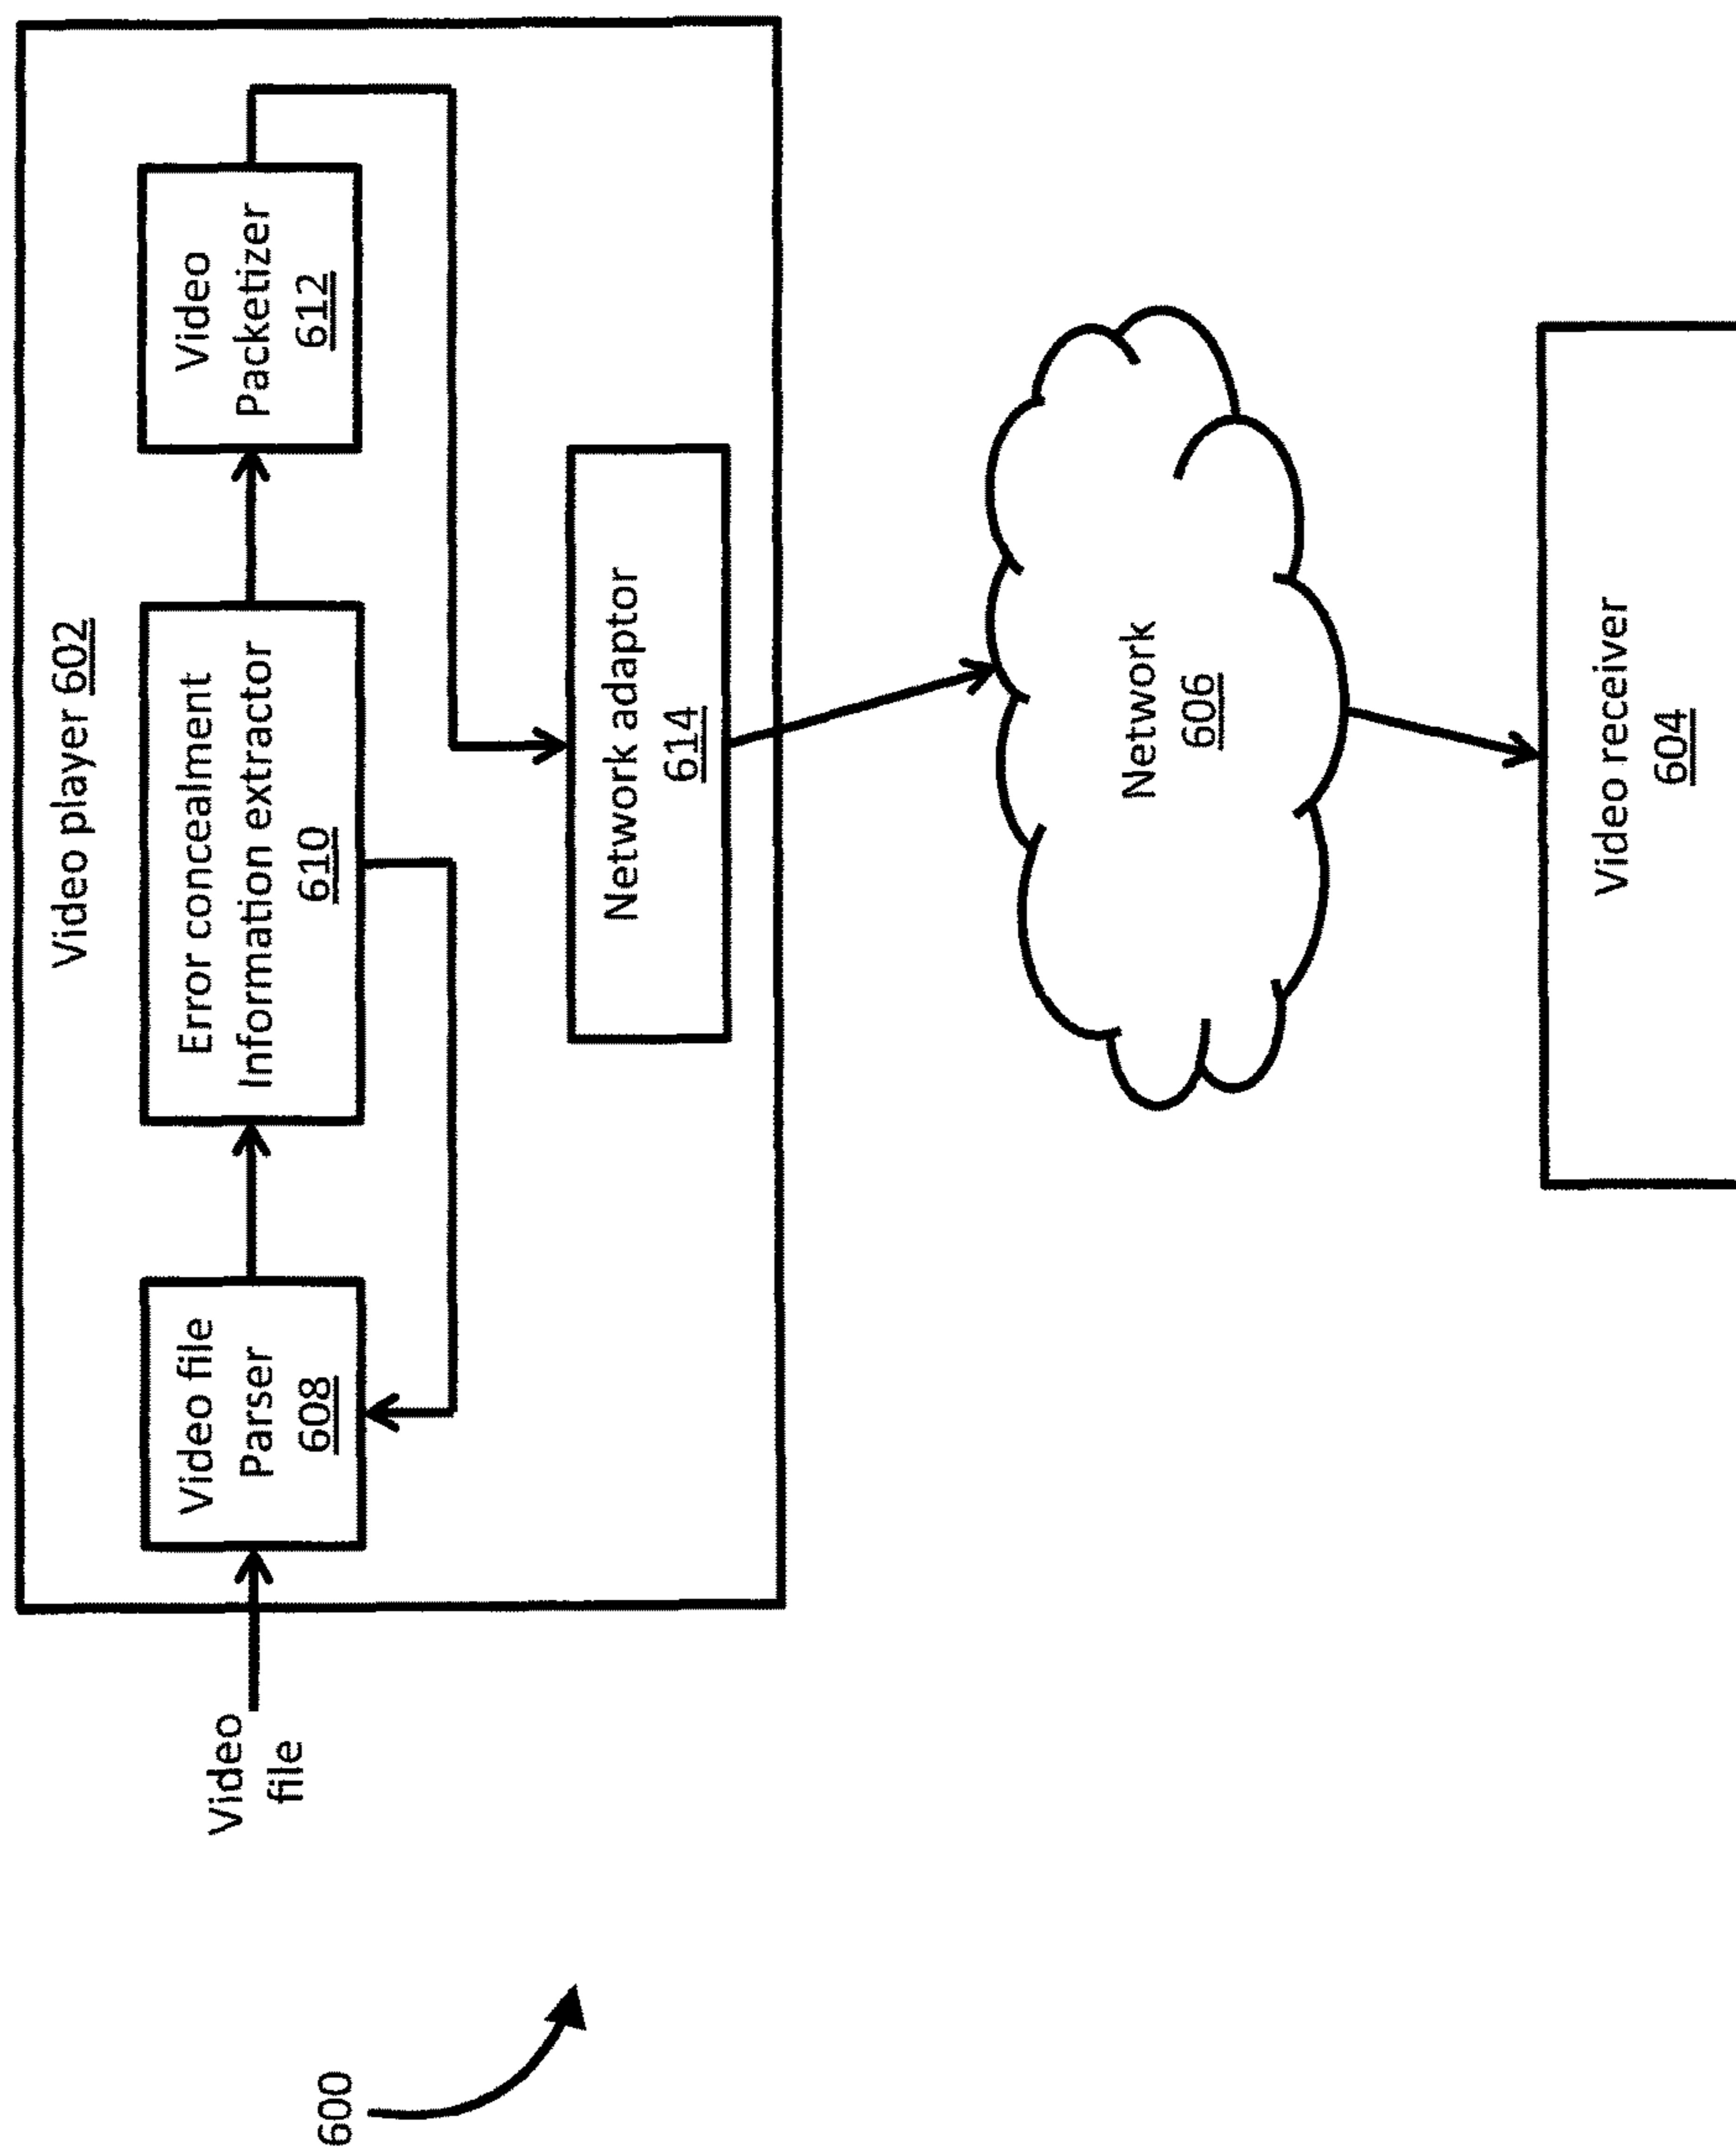 600
Video player 602
Video
file
Video file
Parser
608
Error concealment
Information extractor
610
Video
Packetizer
612
Network adaptor
614
Network
606
Video receiver
604